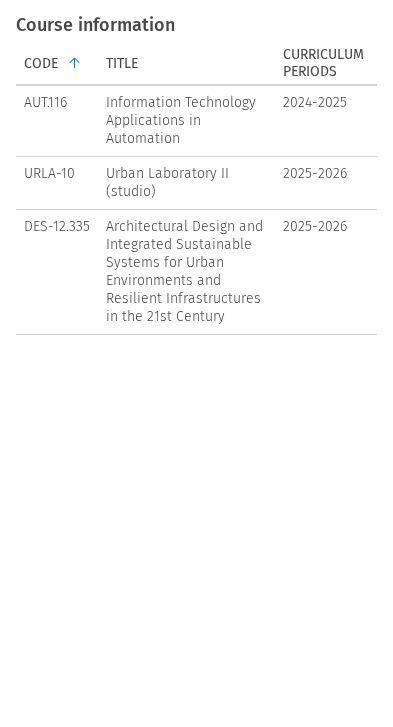 Course information
CODE ↑ TITLE CURRICULUM PERIODS
AUT.116 Information Technology Applications in Automation 2024-2025
URLA-10 Urban Laboratory II (studio) 2025-2026
DES-12.335 Architectural Design and Integrated Sustainable Systems for Urban Environments and Resilient Infrastructures in the 21st Century 2025-2026